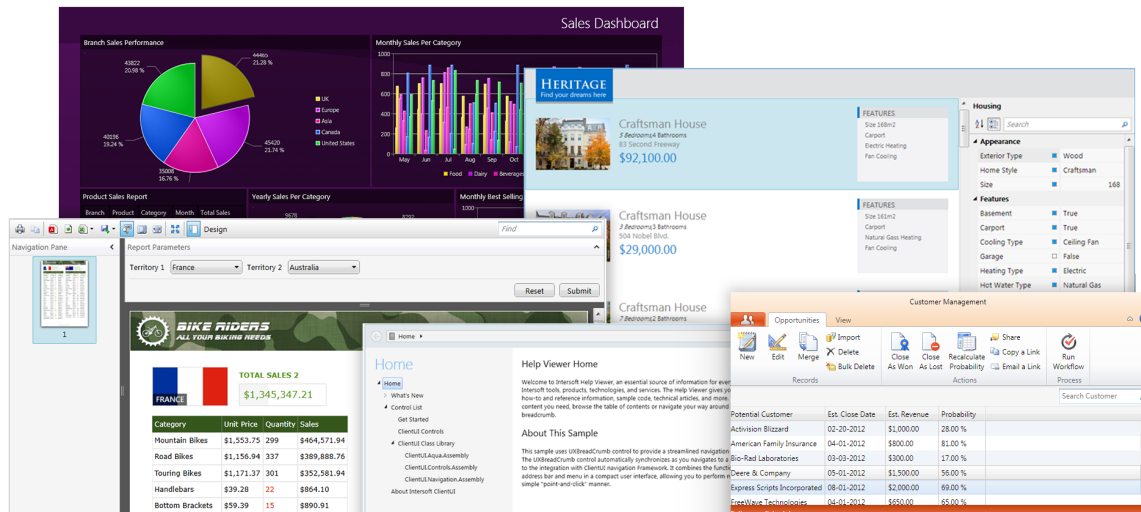 Sales Dashboard
Branch Sales Performance
44465
21.28 %
43822
20.98 %
40196
19.24 %
35008
16.76 %
45420
21.74 %
UK
Europe
Asia
Canada
United States
Monthly Sales Per Category
1000
800
600
400
200
0
May Jun Jul Aug Sep Oct
Food Dairy Beverages
Product Sales Report
Branch Product Category Month Total Sales
Yearly Sales Per Category
9678
8292
Monthly Best Selling
1000
HERITAGE
Find your dreams here
Craftsman House
5 Bedrooms4 Bathrooms
83 Second Freeway
$92,100.00
FEATURES
Size 168m2
Carport
Electric Heating
Fan Cooling
Craftsman House
3 Bedrooms3 Bathrooms
504 Nobel Blvd.
$29,000.00
FEATURES
Size 161m2
Carport
Natural Gas Heating
Fan Cooling
Craftsman House
7 Bedrooms2 Bathrooms
FEATURES
Housing
Search
Appearance
Exterior Type Wood
Home Style Craftsman
Size 168
Features
Basement True
Carport True
Cooling Type Ceiling Fan
Garage False
Heating Type Electric
Hot Water Type Natural Gas
Design
Find
Navigation Pane
1
Report Parameters
Territory 1 France Territory 2 Australia
Reset Submit
BIKE RIDERS
ALL YOUR BIKING NEEDS
FRANCE
TOTAL SALES 2
$1,345,347.21
Category Unit Price Quantity Sales
Mountain Bikes $1,553.75 299 $464,571.94
Road Bikes $1,156.94 337 $389,888.76
Touring Bikes $1,171.37 301 $352,581.94
Handlebars $39.28 22 $864.10
Bottom Brackets $59.39 15 $890.91
Home
Home
Home
What's New
Control List
Get Started
ClientUI Controls
ClientUI Class Library
ClientUI.Aqua.Assembly
ClientUI.Controls.Assembly
ClientUI.Navigation.Assembly
About Intersoft ClientUI
Help Viewer Home
Welcome to Intersoft Help Viewer, an essential source of information for
Intersoft tools, products, technologies, and services. The Help Viewer gives
how-to and reference information, sample code, technical articles, and more.
content you need, browse the table of contents or navigate your way around
breadcrumb.
About This Sample
This sample uses UXBreadCrumb control to provide a streamlined navigation
The UXBreadCrumb control automatically synchronizes as you navigates to a
to the integration with ClientUI navigation Framework. It combines the
address bar and menu in a compact user interface, allowing you to perform
simple "point-and-click" manner.
Customer Management
Opportunities View
New
Edit
Merge
Import
Delete
Bulk Delete
Records
Close
As Won
Close
As Lost
Recalculate
Probability
Share
Copy a Link
Email a Link
Actions
Run
Workflow
Process
Search Customer
Potential Customer Est. Close Date Est. Revenue Probability
Activision Blizzard 02-20-2012 $1,000.00 28.00 %
American Family Insurance 04-01-2012 $800.00 81.00 %
Bio-Rad Laboratories 03-03-2012 $300.00 17.00 %
Deere & Company 05-01-2012 $1,500.00 56.00 %
Express Scripts Incorporated 08-01-2012 $2,000.00 69.00 %
FreeWave Technologies 04-01-2012 $650.00 65.00 %